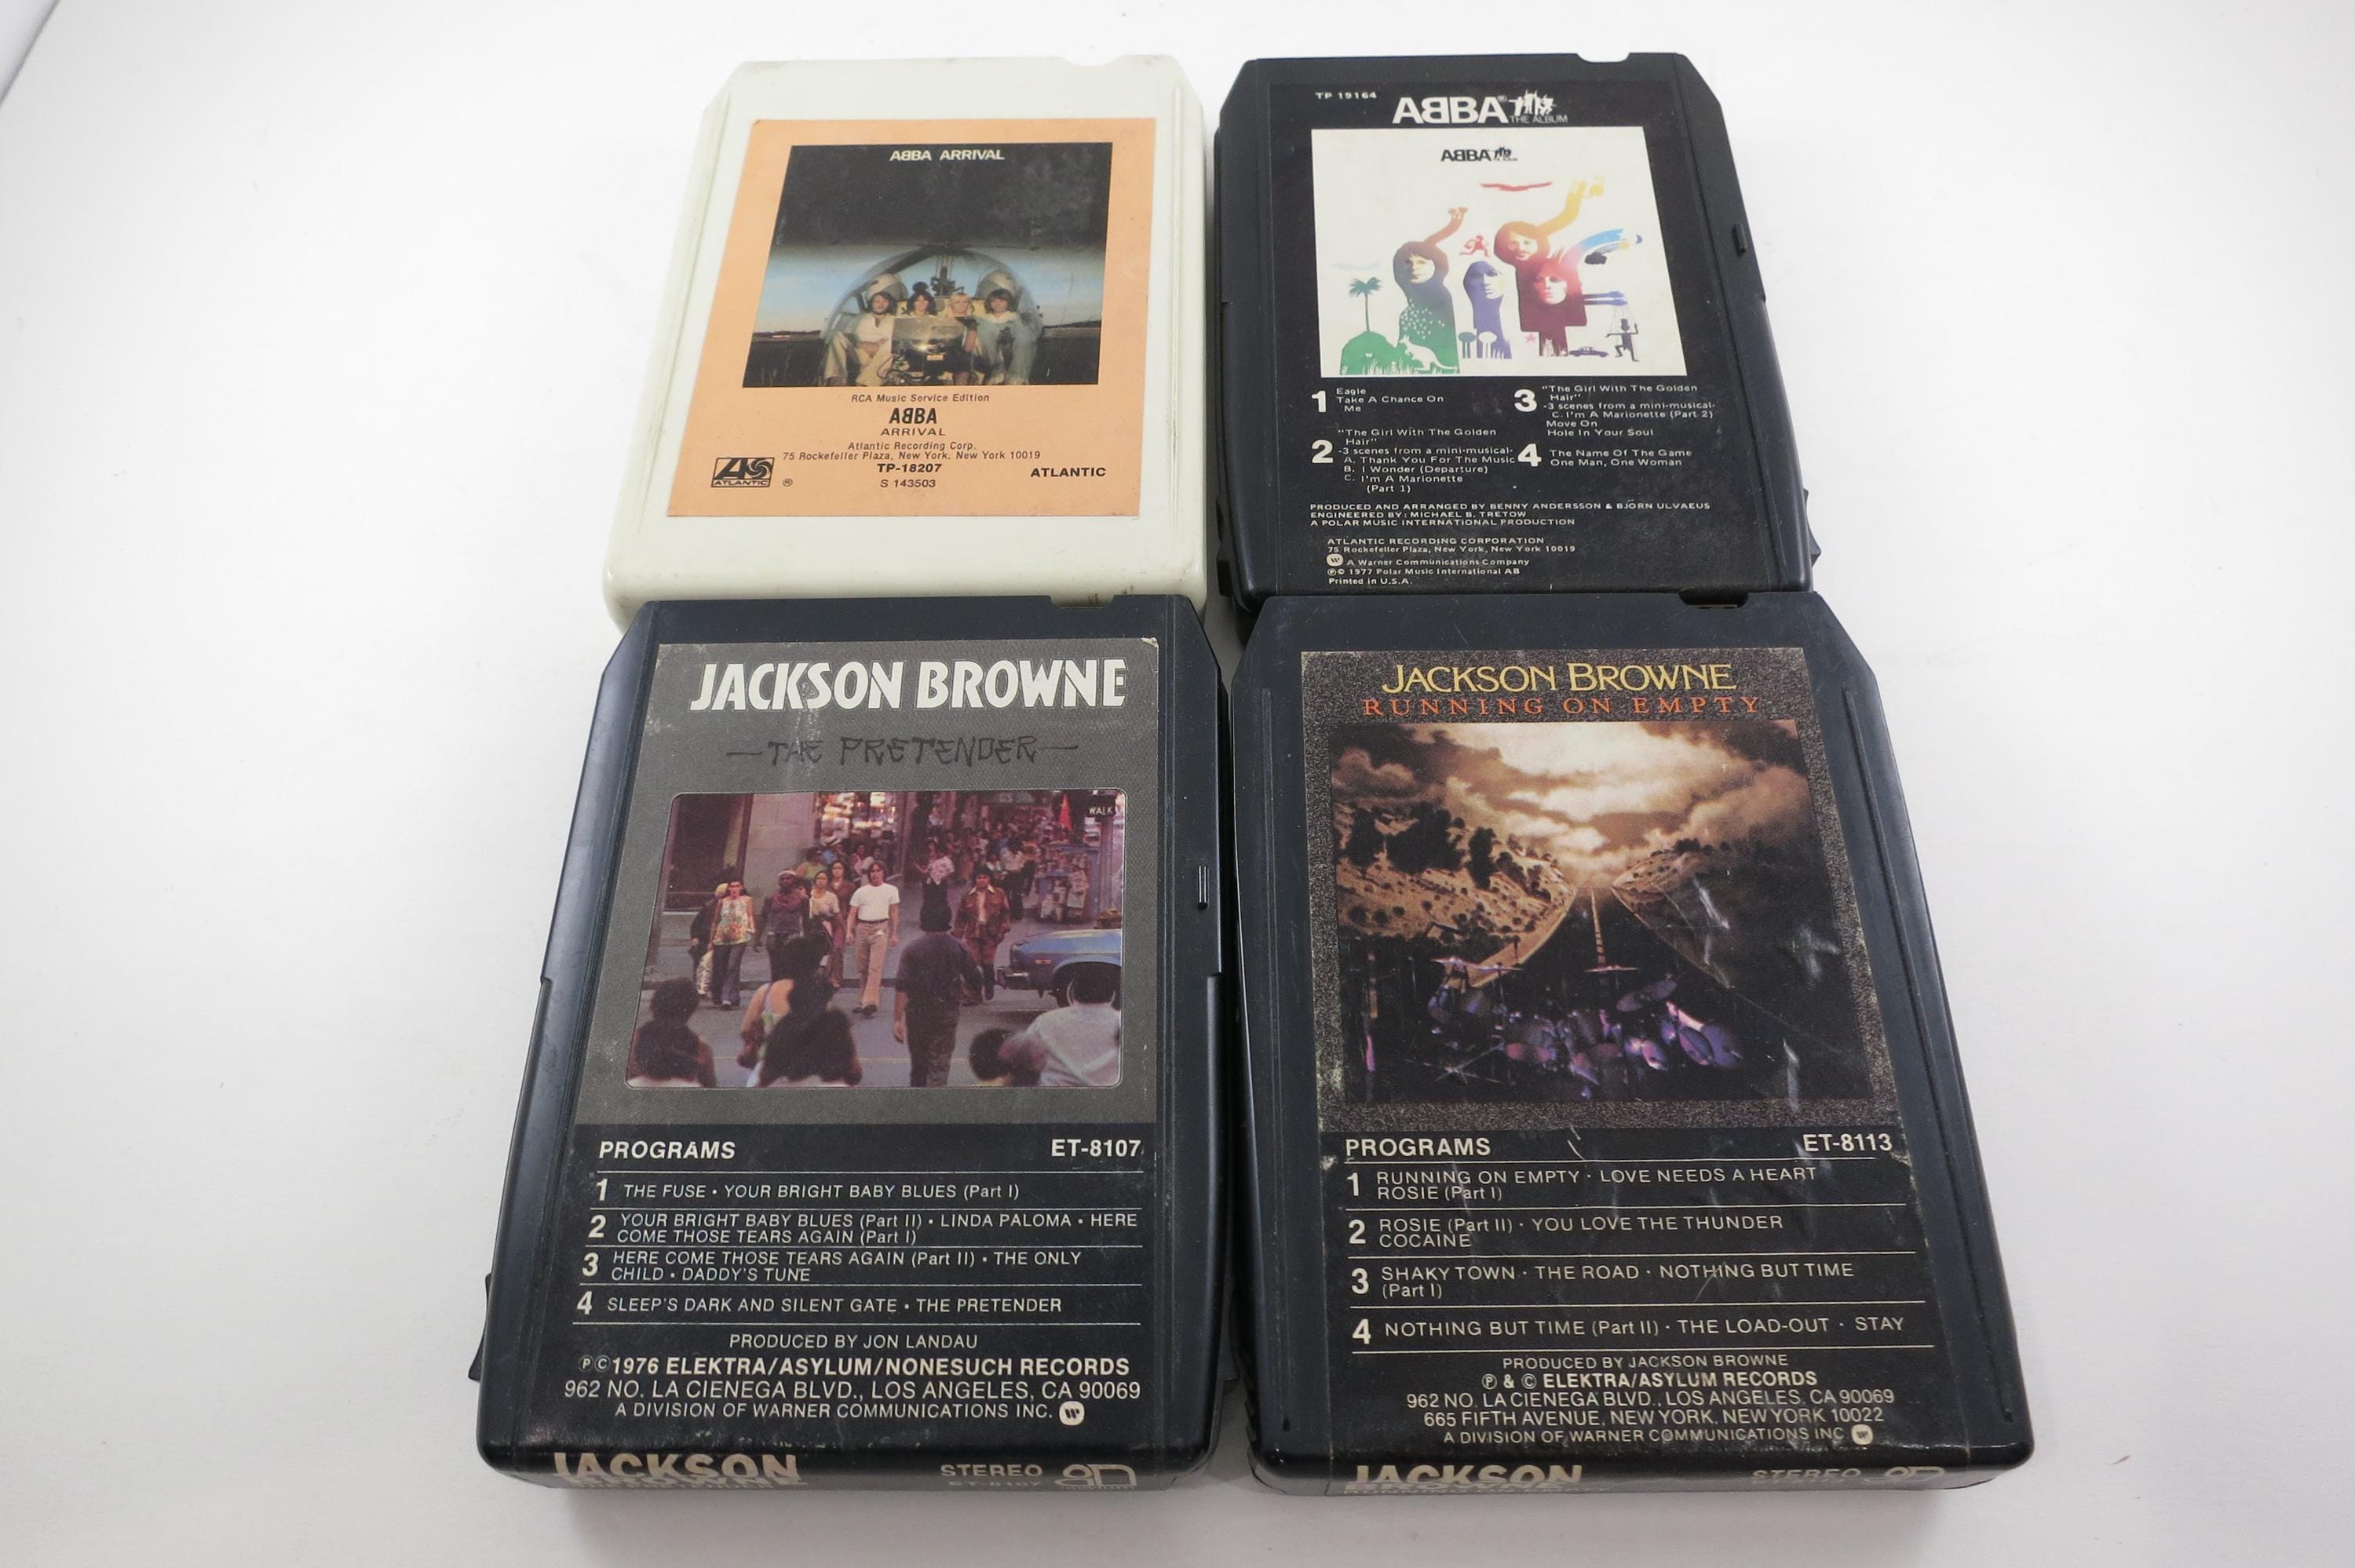 ABBA ARRIVAL
RCA Music Service Edition
ABBA
ARRIVAL
Atlantic Recording Corp.
75 Rockefeller Plaza, New York, New York 10019
TP-18207
S 143503
ATLANTIC
ATLANTIC
®
TP 19164
ABBA®
THE ALBUM
ABBA
1 Eagle
Take A Chance On
Me
2 "The Girl With The Golden
Hair"
-3 scenes from a mini-musical-
A. Thank You For The Music
B. I Wonder (Departure)
C. I'm A Marionette
(Part 1)
3 "The Girl With The Golden
Hair"
-3 scenes from a mini-musical-
C. I'm A Marionette (Part 2)
Move On
Hole In Your Soul
4 The Name Of The Game
One Man, One Woman
PRODUCED AND ARRANGED BY BENNY ANDERSSON & BJÖRN ULVAEUS
ENGINEERED BY: MICHAEL B. TRETOW
A POLAR MUSIC INTERNATIONAL PRODUCTION
ATLANTIC RECORDING CORPORATION
75 Rockefeller Plaza, New York, New York 10019
A Warner Communications Company
℗© 1977 Polar Music International AB
Printed in U.S.A.
JACKSON BROWNE
—THE PRETENDER—
WALK
PROGRAMS ET-8107
1 THE FUSE • YOUR BRIGHT BABY BLUES (Part I)
2 YOUR BRIGHT BABY BLUES (Part II) • LINDA PALOMA • HERE
COME THOSE TEARS AGAIN (Part I)
3 HERE COME THOSE TEARS AGAIN (Part II) • THE ONLY
CHILD • DADDY'S TUNE
4 SLEEP'S DARK AND SILENT GATE • THE PRETENDER
PRODUCED BY JON LANDAU
℗©1976 ELEKTRA/ASYLUM/NONESUCH RECORDS
962 NO. LA CIENEGA BLVD., LOS ANGELES, CA 90069
A DIVISION OF WARNER COMMUNICATIONS INC.
JACKSON
STEREO
ET-8107
JACKSON BROWNE
RUNNING ON EMPTY
PROGRAMS ET-8113
1 RUNNING ON EMPTY · LOVE NEEDS A HEART
ROSIE (Part I)
2 ROSIE (Part II) · YOU LOVE THE THUNDER
COCAINE
3 SHAKY TOWN · THE ROAD · NOTHING BUT TIME
(Part I)
4 NOTHING BUT TIME (Part II) · THE LOAD-OUT · STAY
PRODUCED BY JACKSON BROWNE
℗ & © ELEKTRA/ASYLUM RECORDS
962 NO. LA CIENEGA BLVD., LOS ANGELES, CA 90069
665 FIFTH AVENUE, NEW YORK, NEW YORK 10022
A DIVISION OF WARNER COMMUNICATIONS INC
JACKSON
BROWNE
STEREO